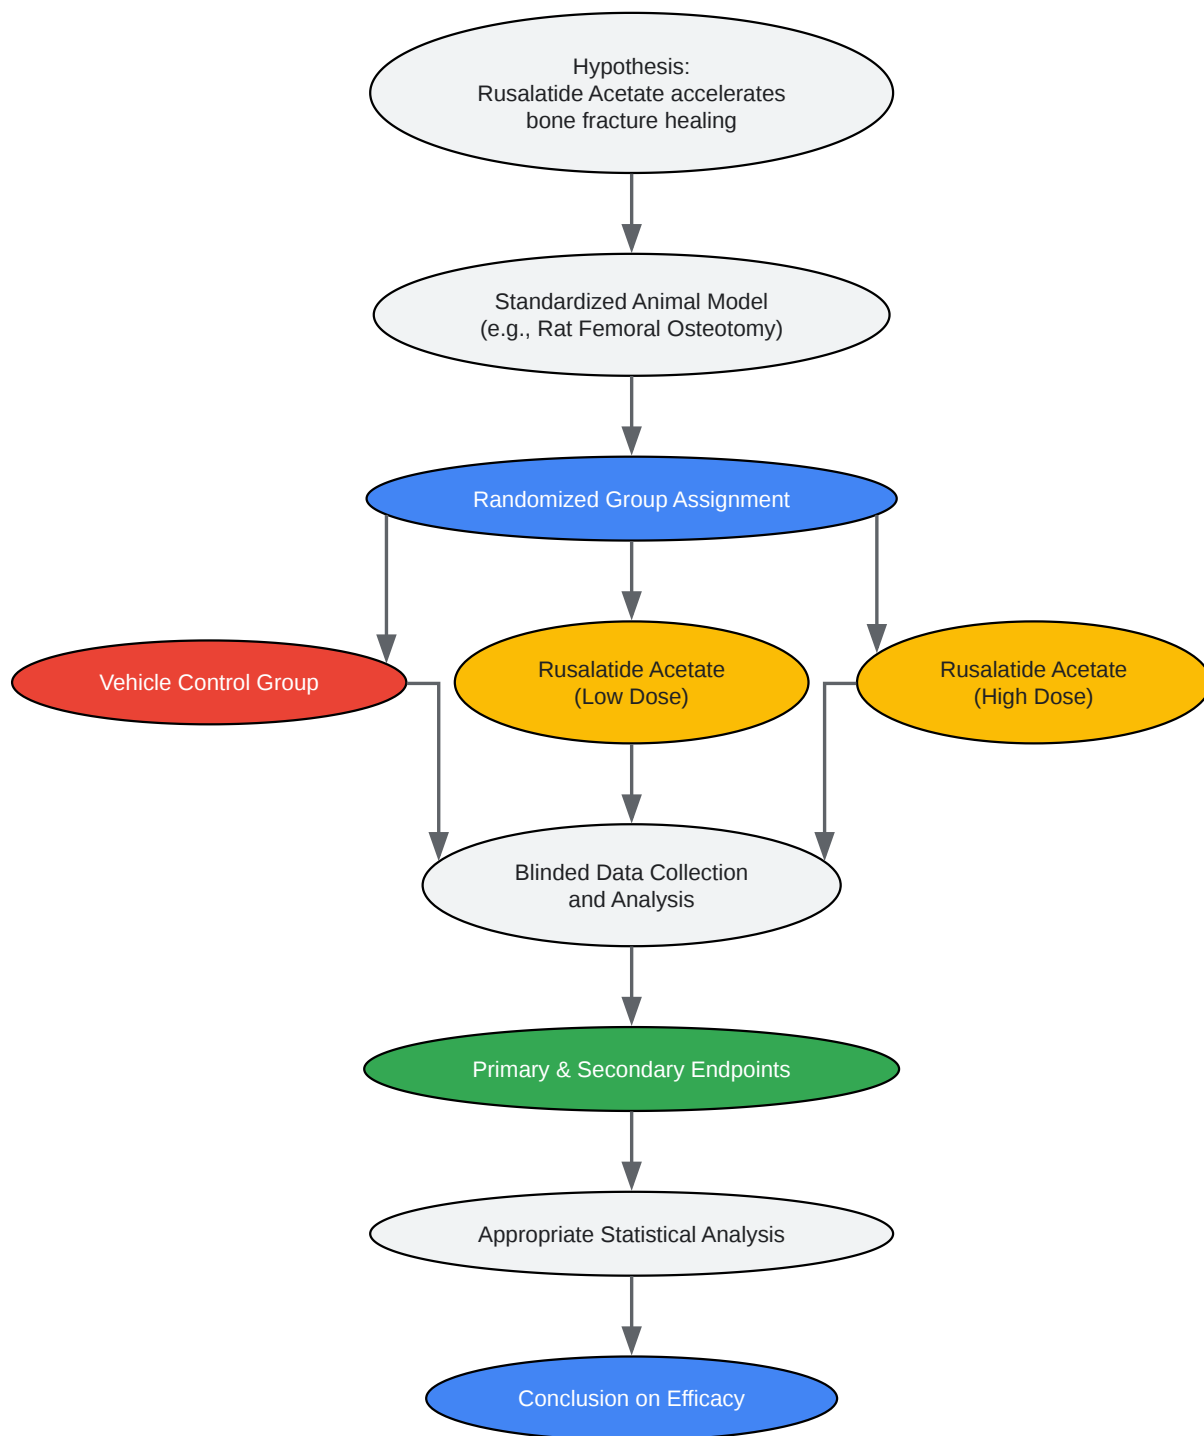 Hypothesis:
Rusalatide Acetate accelerates
bone fracture healing
Standardized Animal Model
(e.g., Rat Femoral Osteotomy)
Randomized Group Assignment
Vehicle Control Group
Rusalatide Acetate
(Low Dose)
Rusalatide Acetate
(High Dose)
Blinded Data Collection
and Analysis
Primary & Secondary Endpoints
Appropriate Statistical Analysis
Conclusion on Efficacy